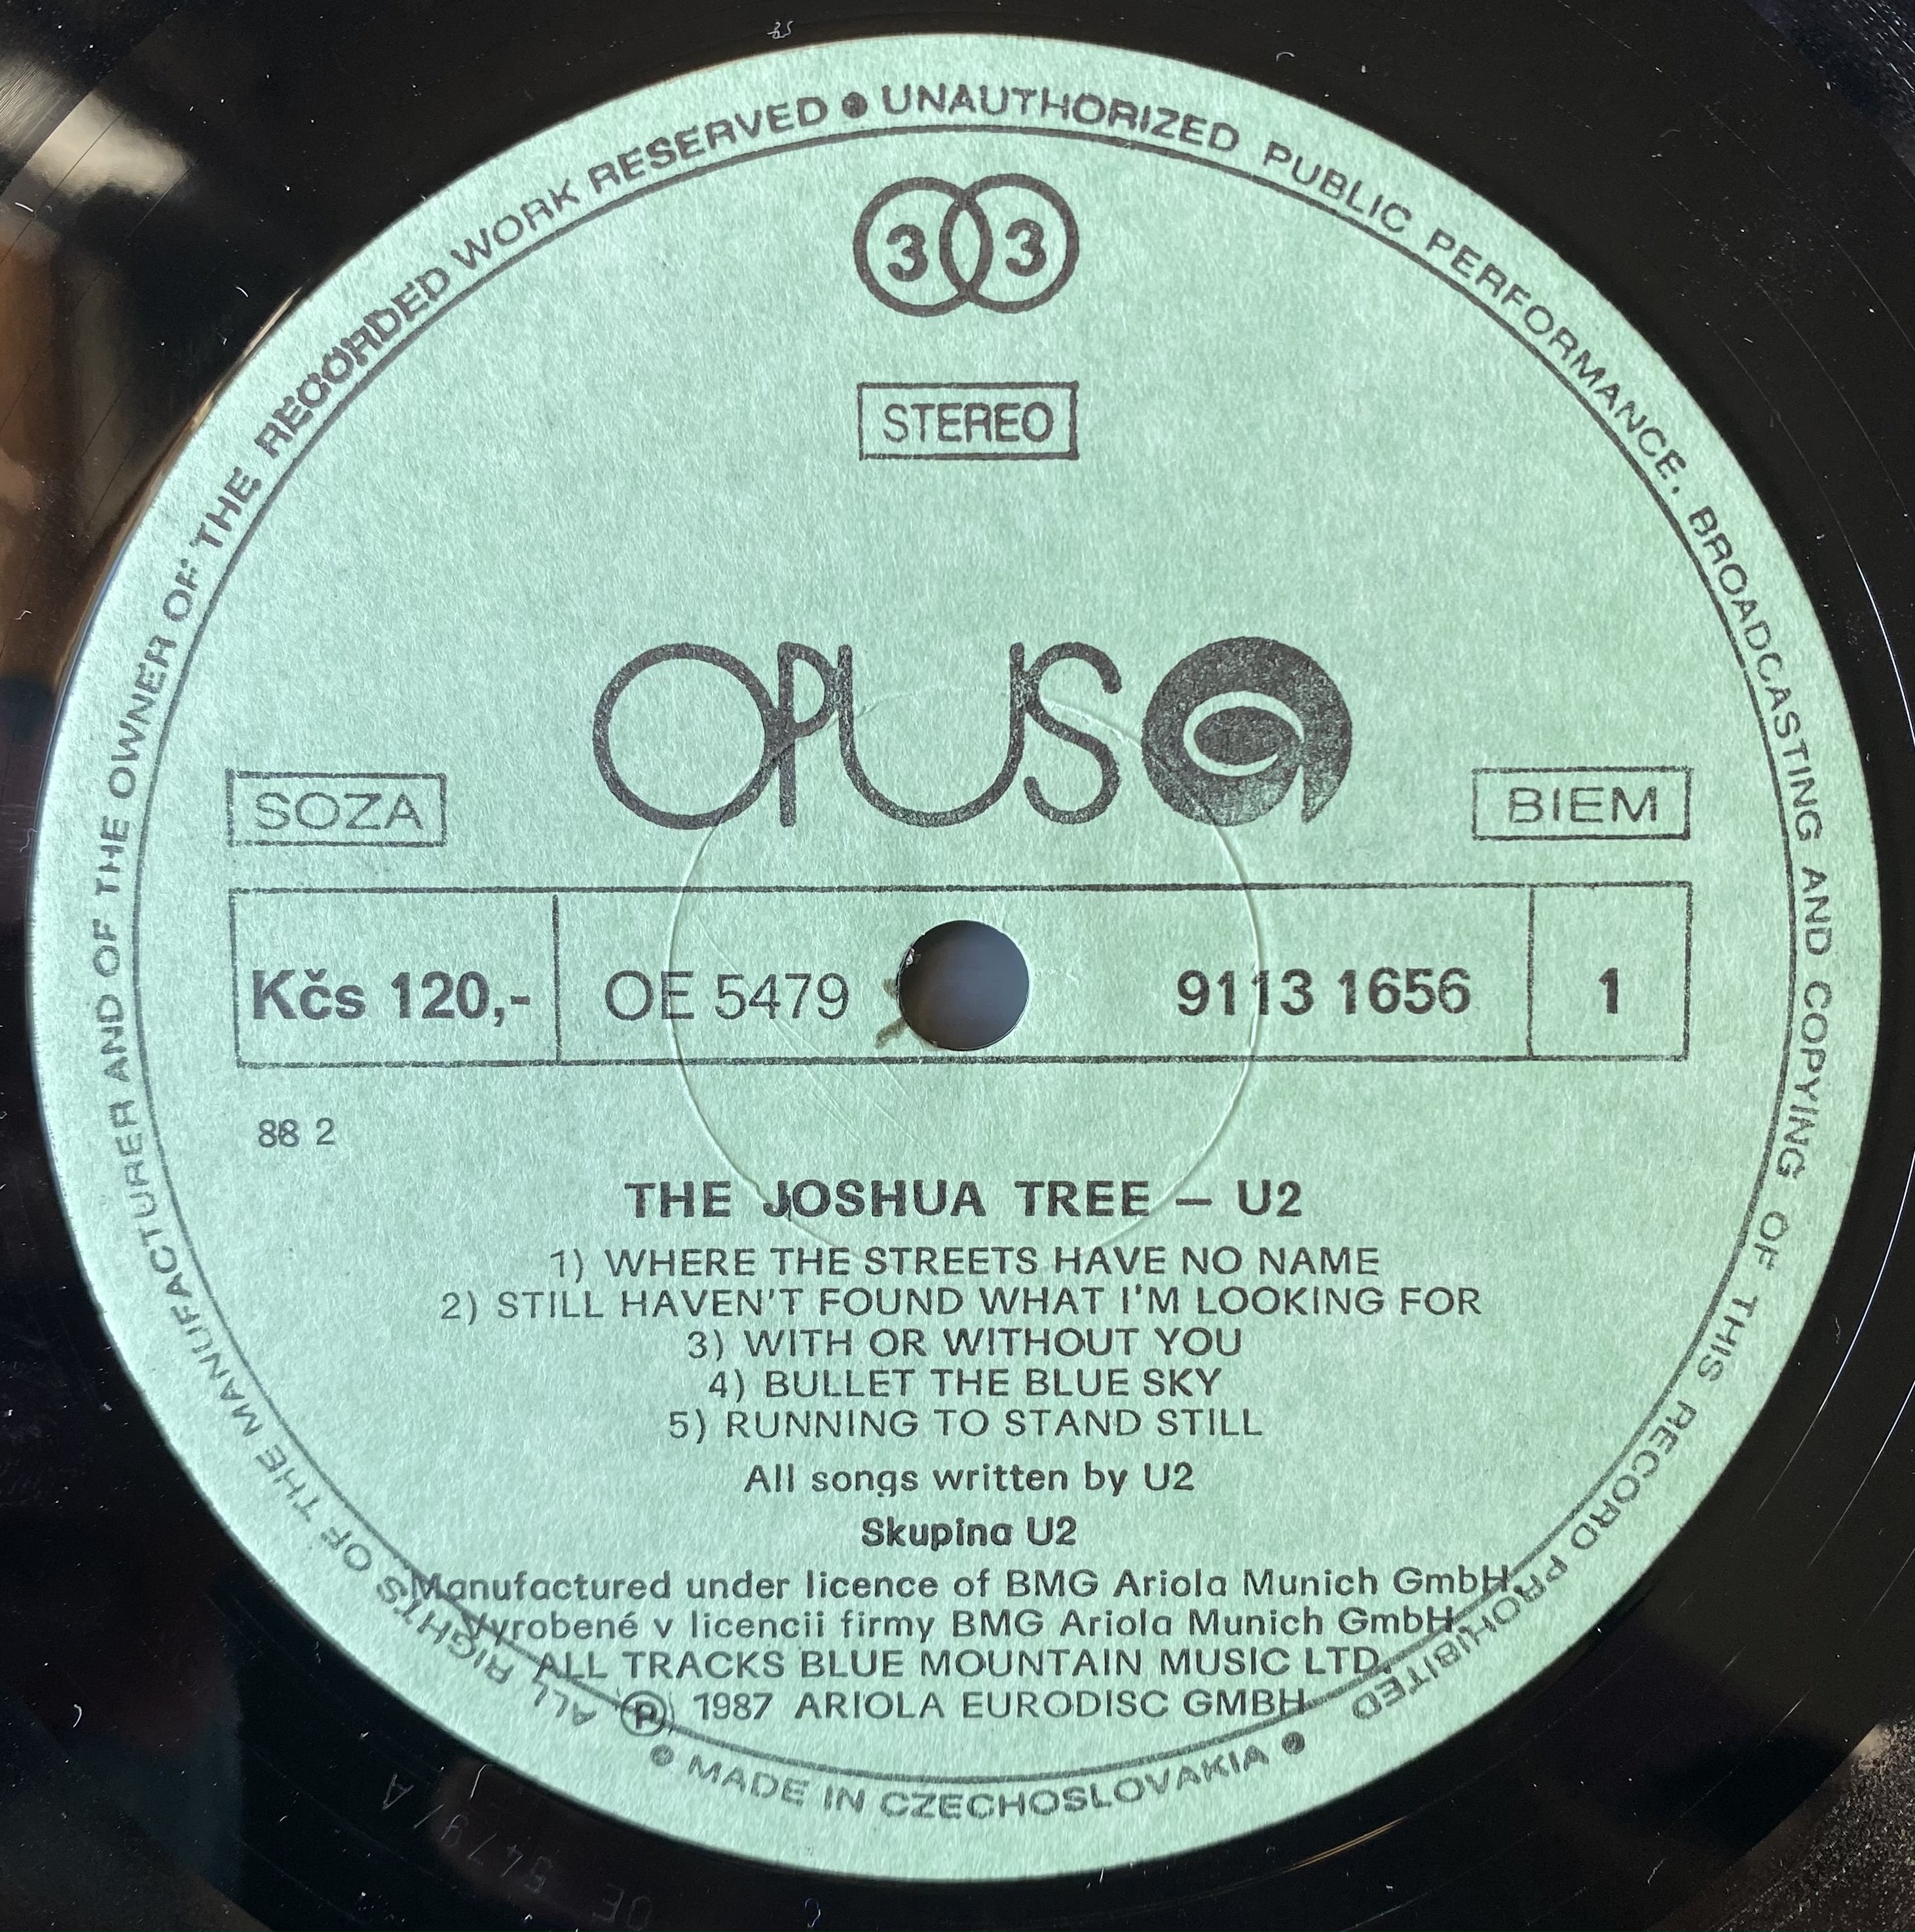 ALL RIGHTS OF THE MANUFACTURER AND OF THE OWNER OF THE RECORDED WORK RESERVED ● UNAUTHORIZED PUBLIC PERFORMANCE, BROADCASTING AND COPYING OF THIS RECORD PROHIBITED
33
STEREO
OPUS
SOZA
BIEM
Kčs 120,- OE 5479 9113 1656 1
88 2
THE JOSHUA TREE — U2
1) WHERE THE STREETS HAVE NO NAME
2) STILL HAVEN'T FOUND WHAT I'M LOOKING FOR
3) WITH OR WITHOUT YOU
4) BULLET THE BLUE SKY
5) RUNNING TO STAND STILL
All songs written by U2
Skupina U2
Manufactured under licence of BMG Ariola Munich GmbH.
Vyrobené v licencii firmy BMG Ariola Munich GmbH.
ALL TRACKS BLUE MOUNTAIN MUSIC LTD.
Ⓟ 1987 ARIOLA EURODISC GMBH
● MADE IN CZECHOSLOVAKIA ●
OE 5479/A